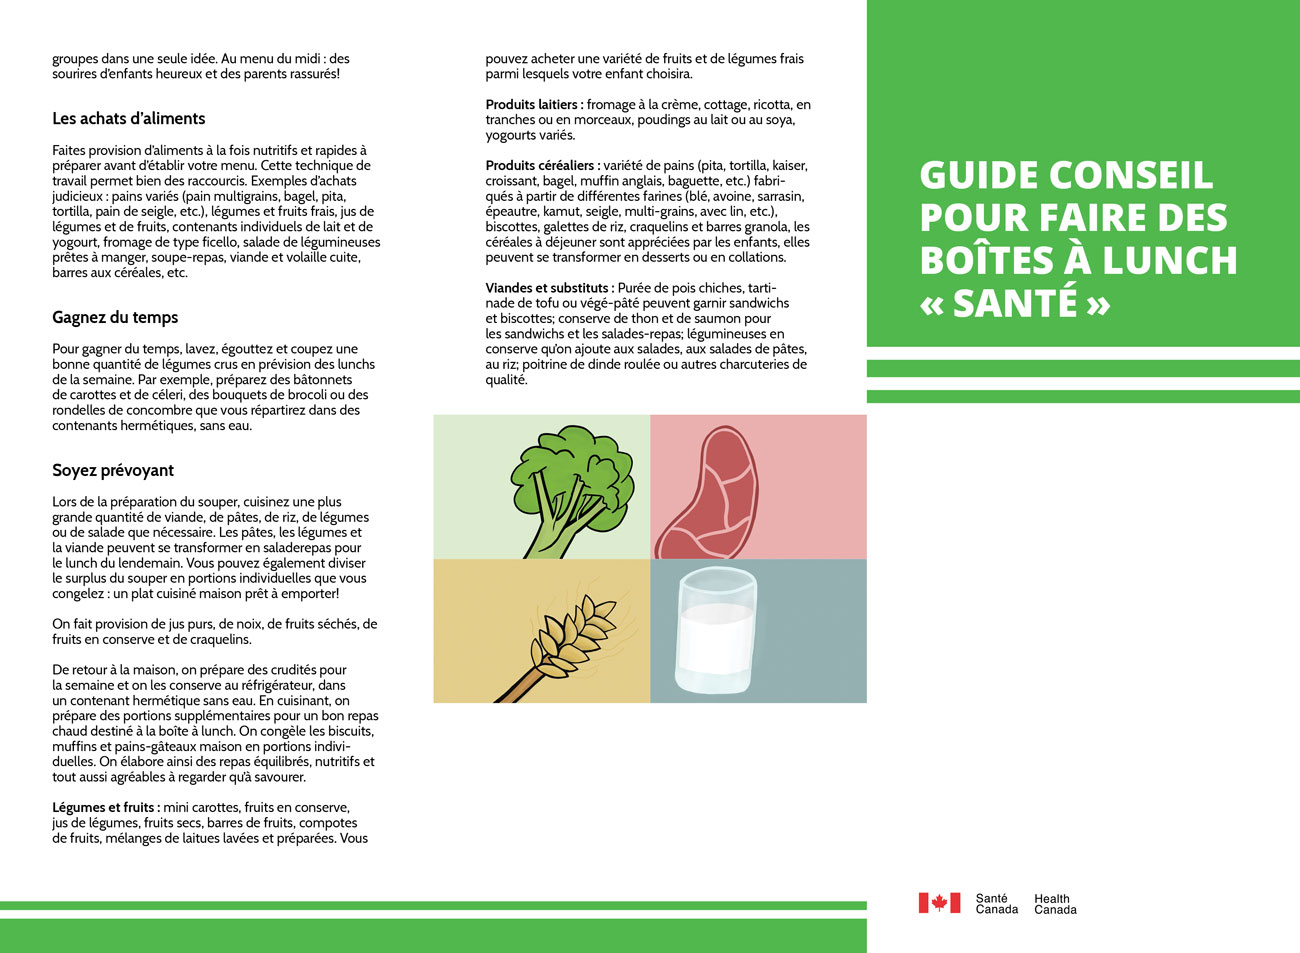 groupes dans une seule idée. Au menu du midi : des
sourires d'enfants heureux et des parents rassurés!
Les achats d'aliments
Faites provision d'aliments à la fois nutritifs et rapides à
préparer avant d'établir votre menu. Cette technique de
travail permet bien des raccourcis. Exemples d'achats
judicieux : pains variés (pain multigrains, bagel, pita,
tortilla, pain de seigle, etc.), légumes et fruits frais, jus de
légumes et de fruits, contenants individuels de lait et de
yogourt, fromage de type ficello, salade de légumineuses
prêtes à manger, soupe-repas, viande et volaille cuite,
barres aux céréales, etc.
Gagnez du temps
Pour gagner du temps, lavez, égouttez et coupez une
bonne quantité de légumes crus en prévision des lunchs
de la semaine. Par exemple, préparez des bâtonnets
de carottes et de céleri, des bouquets de brocoli ou des
rondelles de concombre que vous répartirez dans des
contenants hermétiques, sans eau.
Soyez prévoyant
Lors de la préparation du souper, cuisinez une plus
grande quantité de viande, de pâtes, de riz, de légumes
ou de salade que nécessaire. Les pâtes, les légumes et
la viande peuvent se transformer en saladerepas pour
le lunch du lendemain. Vous pouvez également diviser
le surplus du souper en portions individuelles que vous
congelez : un plat cuisiné maison prêt à emporter!
On fait provision de jus purs, de noix, de fruits séchés, de
fruits en conserve et de craquelins.
De retour à la maison, on prépare des crudités pour
la semaine et on les conserve au réfrigérateur, dans
un contenant hermétique sans eau. En cuisinant, on
prépare des portions supplémentaires pour un bon repas
chaud destiné à la boîte à lunch. On congèle les biscuits,
muffins et pains-gâteaux maison en portions indivi-
duelles. On élabore ainsi des repas équilibrés, nutritifs et
tout aussi agréables à regarder qu'à savourer.
Légumes et fruits : mini carottes, fruits en conserve,
jus de légumes, fruits secs, barres de fruits, compotes
de fruits, mélanges de laitues lavées et préparées. Vous
pouvez acheter une variété de fruits et de légumes frais
parmi lesquels votre enfant choisira.
Produits laitiers : fromage à la crème, cottage, ricotta, en
tranches ou en morceaux, poudings au lait ou au soya,
yogourts variés.
Produits céréaliers : variété de pains (pita, tortilla, kaiser,
croissant, bagel, muffin anglais, baguette, etc.) fabri-
qués à partir de différentes farines (blé, avoine, sarrasin,
épeautre, kamut, seigle, multi-grains, avec lin, etc.),
biscottes, galettes de riz, craquelins et barres granola, les
céréales à déjeuner sont appréciées par les enfants, elles
peuvent se transformer en desserts ou en collations.
Viandes et substituts : Purée de pois chiches, tarti-
nade de tofu ou végé-pâté peuvent garnir sandwichs
et biscottes; conserve de thon et de saumon pour
les sandwichs et les salades-repas; légumineuses en
conserve qu'on ajoute aux salades, aux salades de pâtes,
au riz; poitrine de dinde roulée ou autres charcuteries de
qualité.
GUIDE CONSEIL
POUR FAIRE DES
BOÎTES À LUNCH
« SANTÉ »
Santé
Canada
Health
Canada